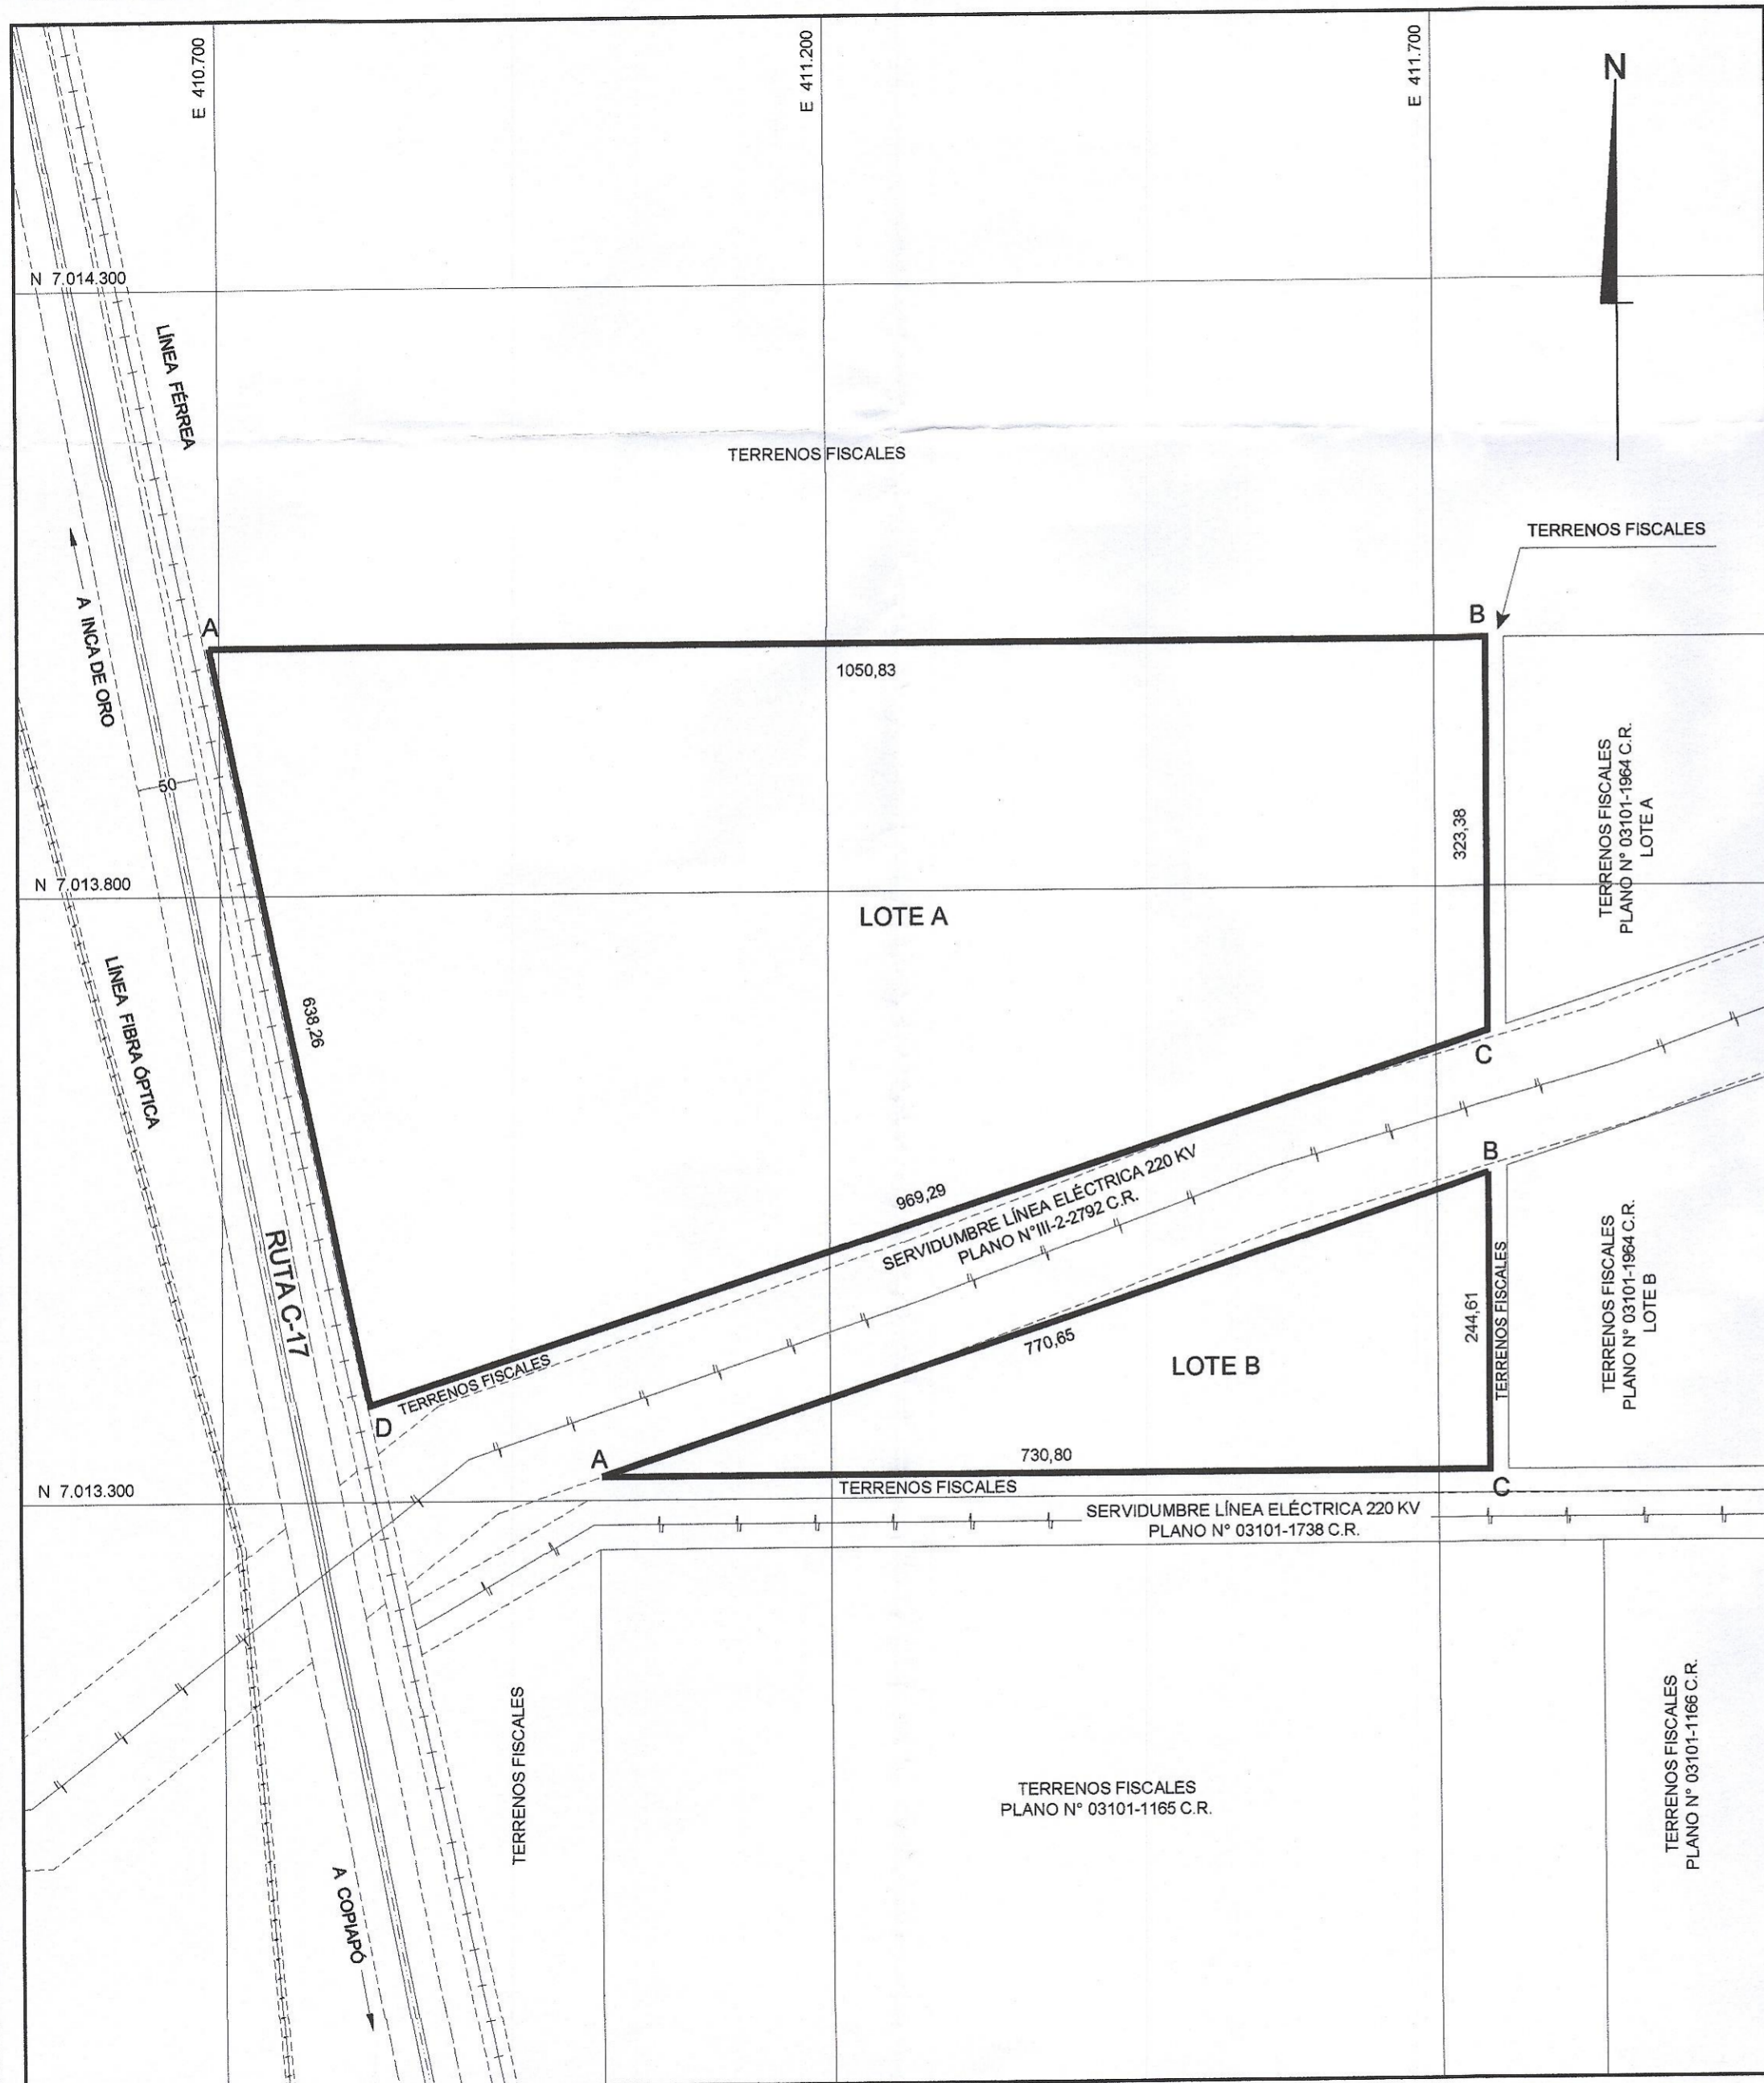 E 410.700
E 411.200
E 411.700
N
N 7.014.300
LÍNEA FÉRREA
TERRENOS FISCALES
TERRENOS FISCALES
A INCA DE ORO
A
B
1050,83
50
TERRENOS FISCALES
PLANO N° 03101-1964 C.R.
LOTE A
323,38
N 7.013.800
LOTE A
LÍNEA FIBRA ÓPTICA
638,26
C
969,29
SERVIDUMBRE LÍNEA ELÉCTRICA 220 KV
PLANO N°III-2-2792 C.R.
B
RUTA C-17
TERRENOS FISCALES
PLANO N° 03101-1964 C.R.
LOTE B
244,61
TERRENOS FISCALES
770,65
LOTE B
TERRENOS FISCALES
D
A
730,80
C
N 7.013.300
TERRENOS FISCALES
SERVIDUMBRE LÍNEA ELÉCTRICA 220 KV
PLANO N° 03101-1738 C.R.
TERRENOS FISCALES
TERRENOS FISCALES
PLANO N° 03101-1165 C.R.
TERRENOS FISCALES
PLANO N° 03101-1166 C.R.
A COPIAPÓ